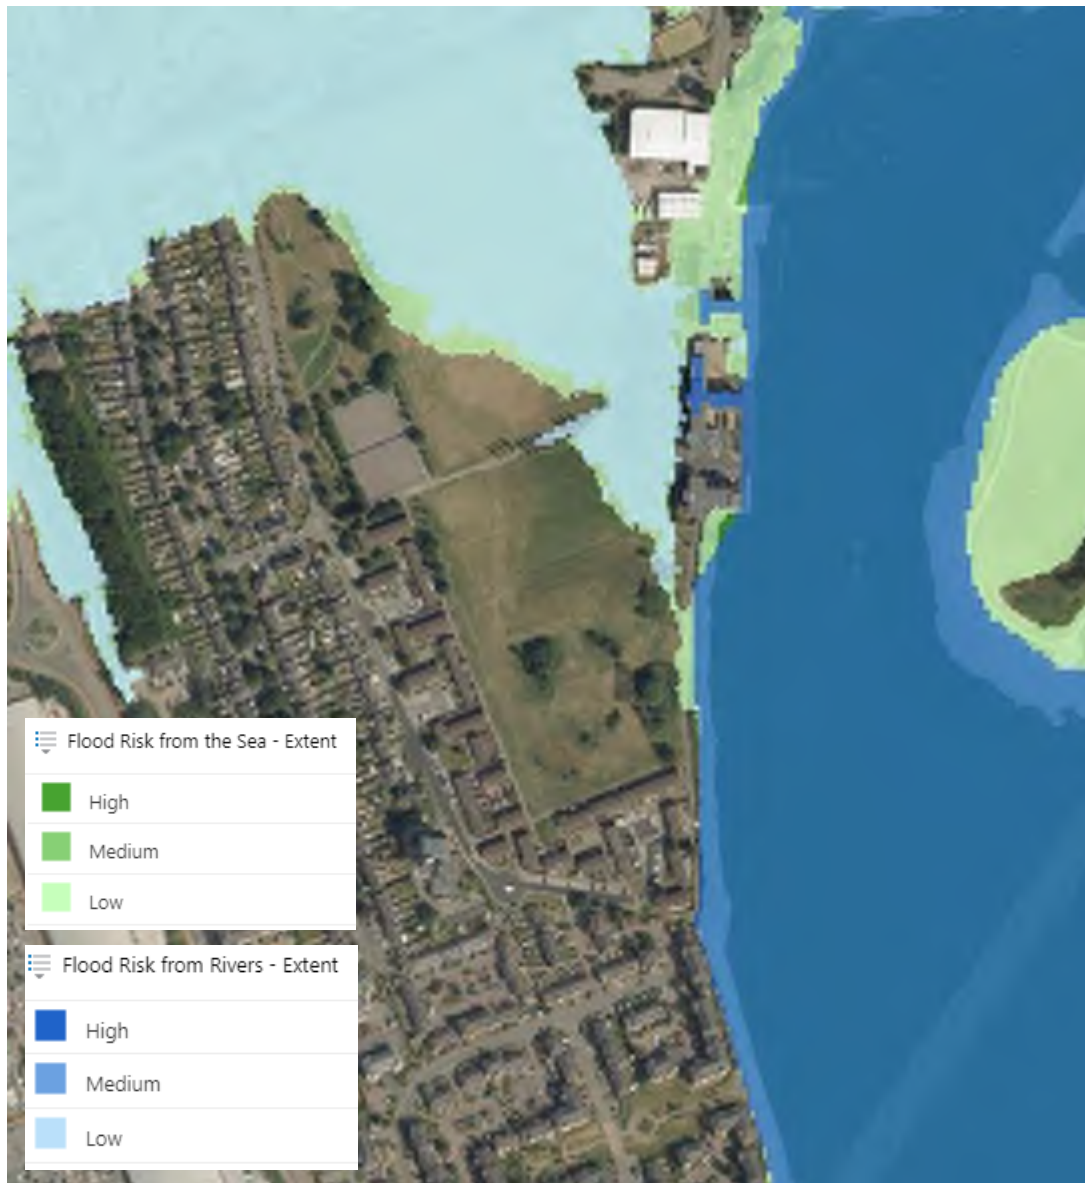 Flood Risk from the Sea - Extent
High
Medium
Low
Flood Risk from Rivers - Extent
High
Medium
Low